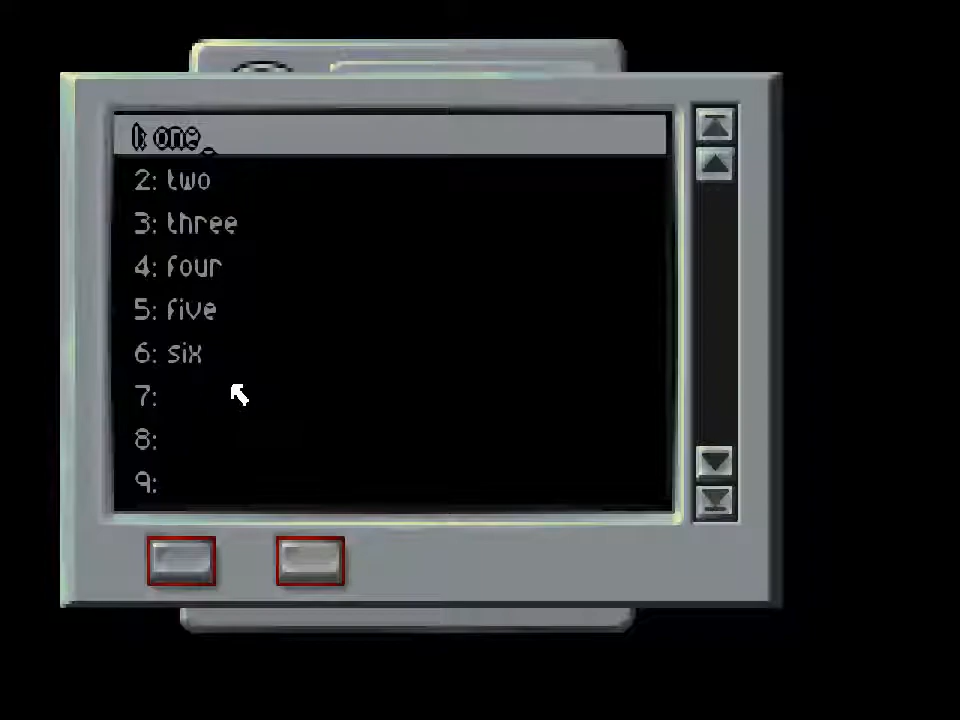 1: one_
2: two
3: three
4: four
5: five
6: six
7:
8:
9: